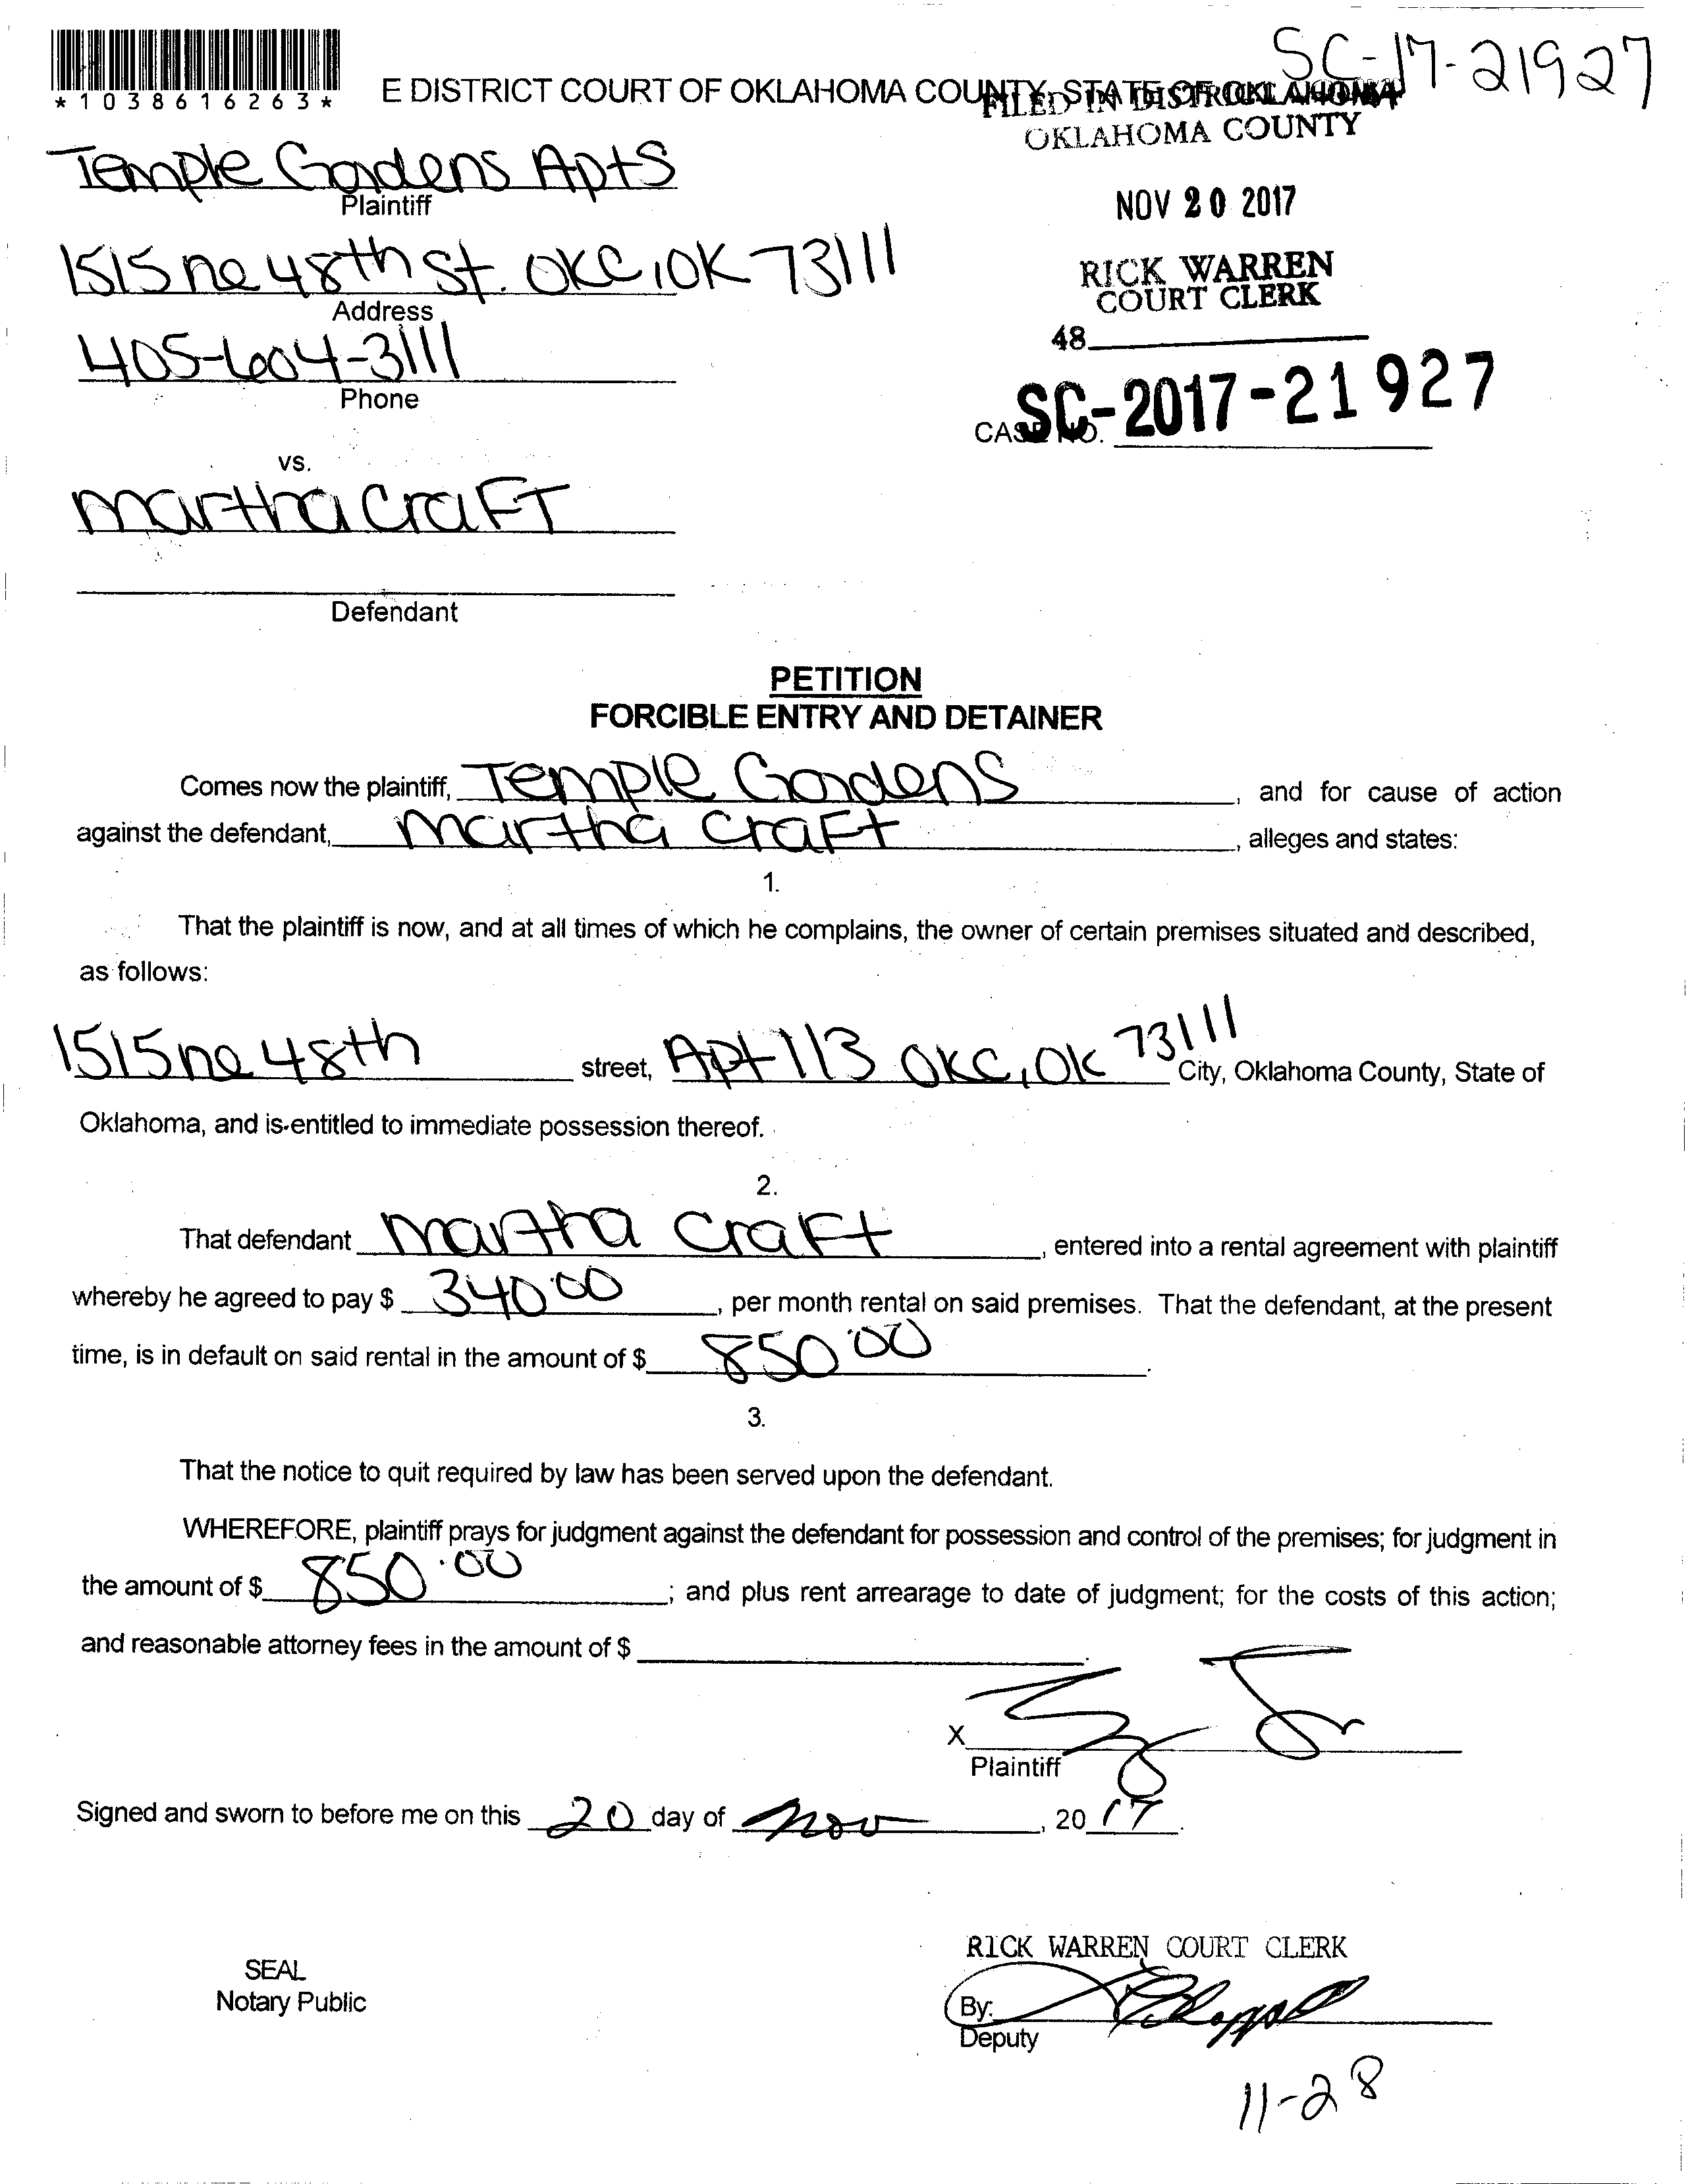 SC-17-21927
*1038616263*
E DISTRICT COURT OF OKLAHOMA COUNTY, STATE OF OKLAHOMA
FILED IN DISTRICT COURT
OKLAHOMA COUNTY
Temple Gardens Apts
Plaintiff
NOV 20 2017
1515 ne 48th St. OKC, OK 73111
Address
RICK WARREN
COURT CLERK
405-604-3111
Phone
48
CASE NO. SC-2017-21927
vs.
martha CraFT
Defendant
PETITION
FORCIBLE ENTRY AND DETAINER
Comes now the plaintiff, Temple Gardens, and for cause of action
against the defendant, Martha CraFt, alleges and states:
1.
That the plaintiff is now, and at all times of which he complains, the owner of certain premises situated and described,
as follows:
1515 ne 48th street, Apt 113 OKC, OK 73111 City, Oklahoma County, State of
Oklahoma, and is entitled to immediate possession thereof.
2.
That defendant Martha CraFt, entered into a rental agreement with plaintiff
whereby he agreed to pay $ 340.00, per month rental on said premises. That the defendant, at the present
time, is in default on said rental in the amount of $ 850.00.
3.
That the notice to quit required by law has been served upon the defendant.
WHEREFORE, plaintiff prays for judgment against the defendant for possession and control of the premises; for judgment in
the amount of $ 850.00; and plus rent arrearage to date of judgment; for the costs of this action;
and reasonable attorney fees in the amount of $
X
Plaintiff
Signed and sworn to before me on this 20 day of Nov, 20 17.
RICK WARREN COURT CLERK
SEAL
Notary Public
By:
Deputy
11-28